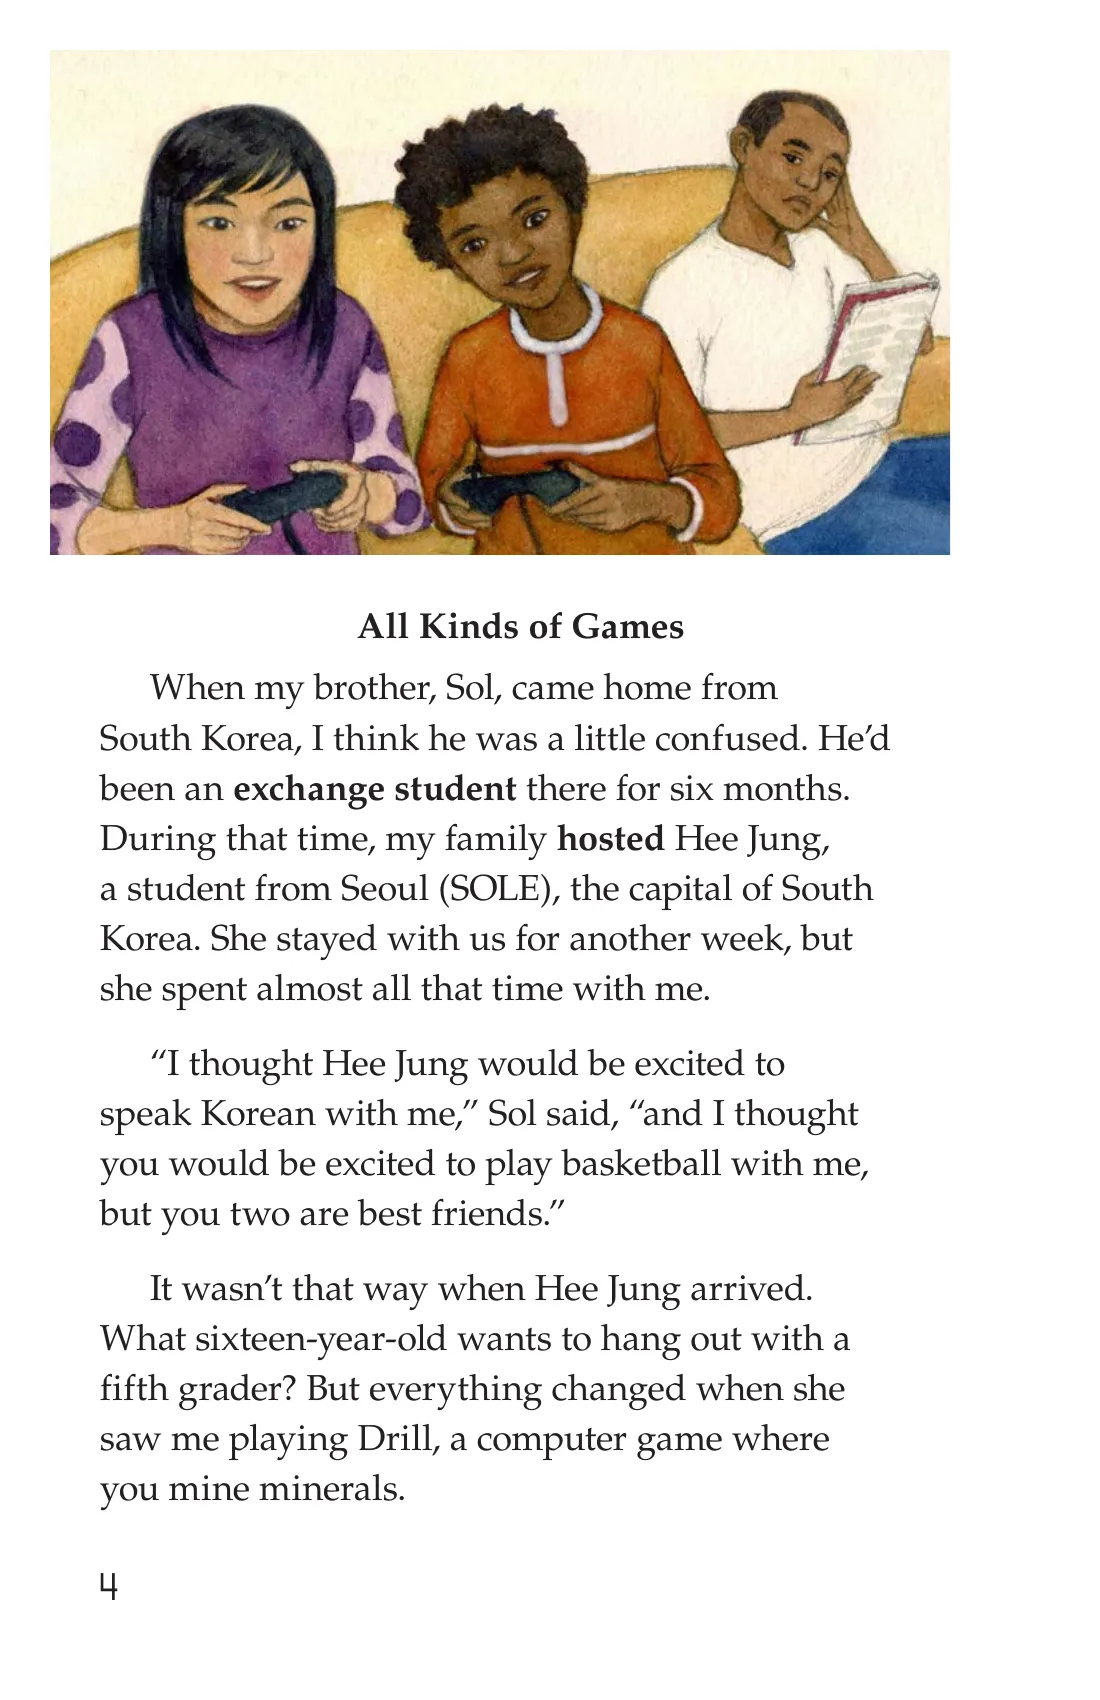 All Kinds of Games
When my brother, Sol, came home from
South Korea, I think he was a little confused. He’d
been an exchange student there for six months.
During that time, my family hosted Hee Jung,
a student from Seoul (SOLE), the capital of South
Korea. She stayed with us for another week, but
she spent almost all that time with me.
“I thought Hee Jung would be excited to
speak Korean with me,” Sol said, “and I thought
you would be excited to play basketball with me,
but you two are best friends.”
It wasn’t that way when Hee Jung arrived.
What sixteen-year-old wants to hang out with a
fifth grader? But everything changed when she
saw me playing Drill, a computer game where
you mine minerals.
4